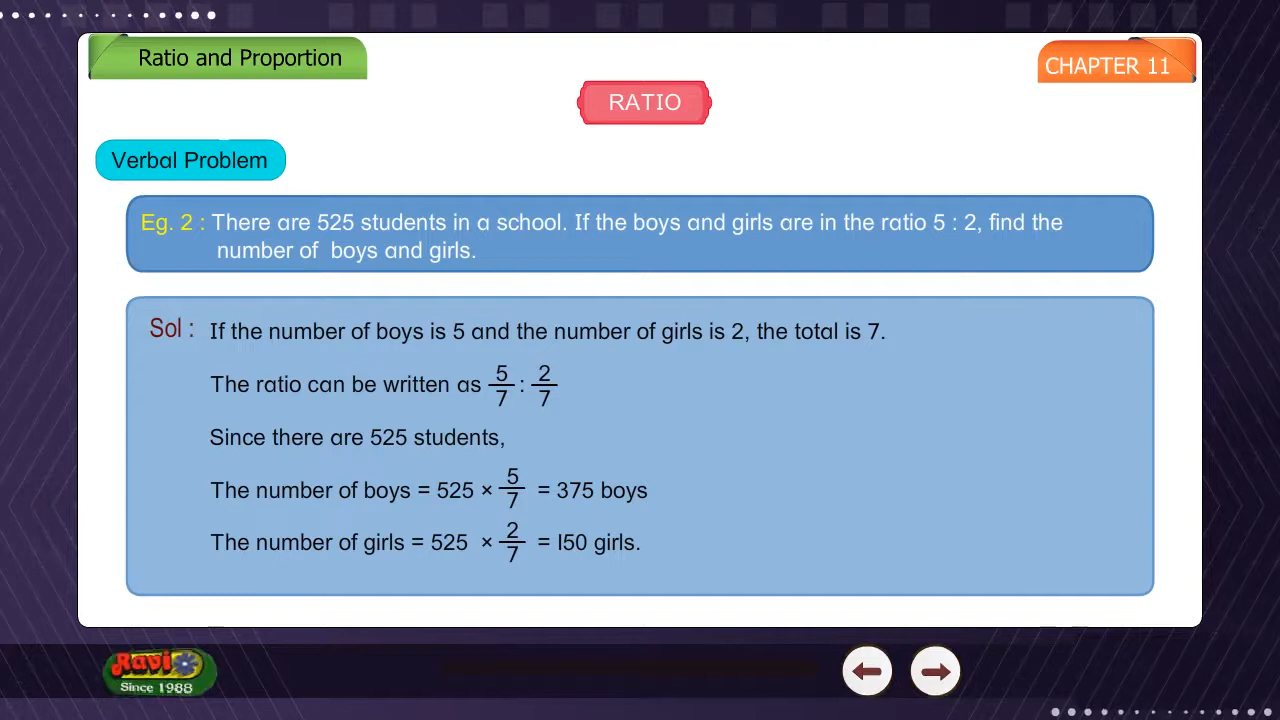 Ratio and Proportion
CHAPTER 11
RATIO
Verbal Problem
Eg. 2 : There are 525 students in a school. If the boys and girls are in the ratio 5 : 2, find the
number of boys and girls.
Sol : If the number of boys is 5 and the number of girls is 2, the total is 7.
The ratio can be written as 5/7 : 2/7
Since there are 525 students,
The number of boys = 525 × 5/7 = 375 boys
The number of girls = 525 × 2/7 = I50 girls.
Ravi
Since 1988